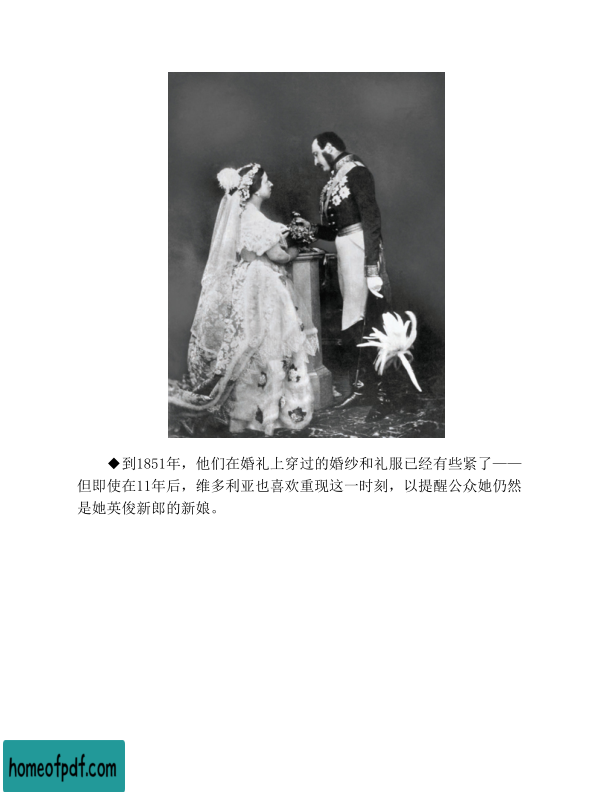 ◆到1851年，他们在婚礼上穿过的婚纱和礼服已经有些紧了——
但即使在11年后，维多利亚也喜欢重现这一时刻，以提醒公众她仍然
是她英俊新郎的新娘。
homeofpdf.com